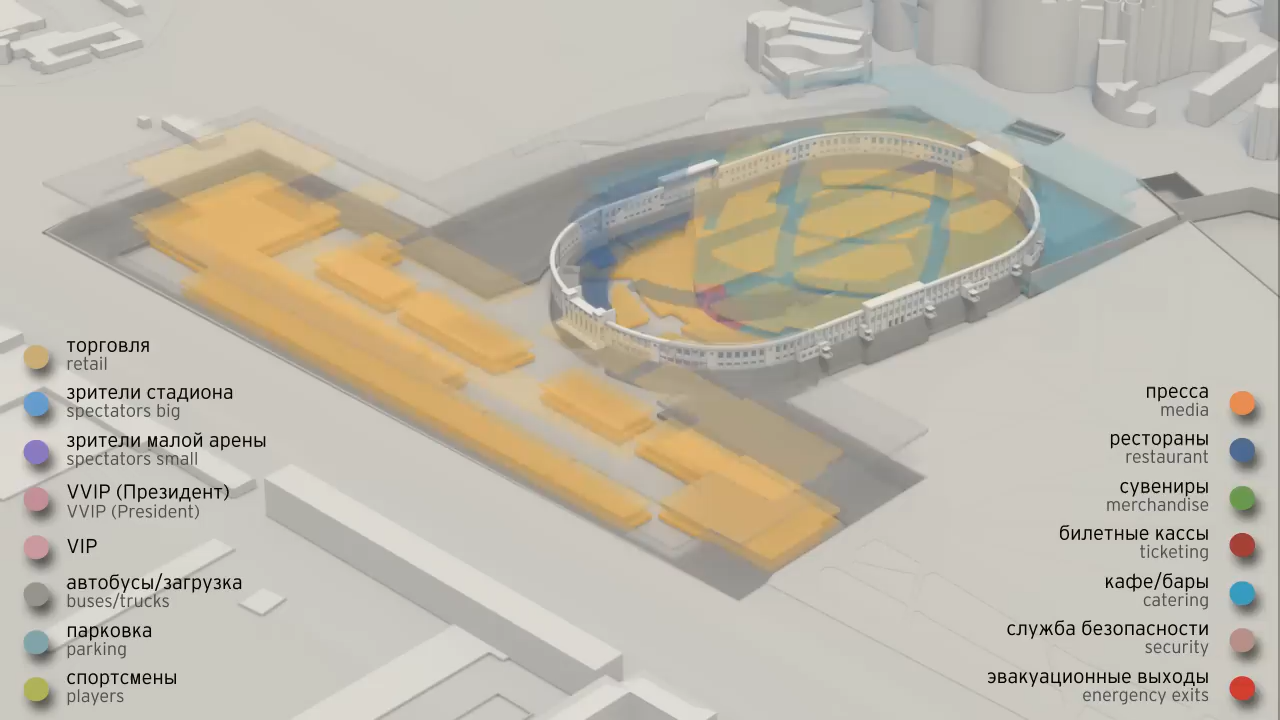 торговля
retail
зрители стадиона
spectators big
зрители малой арены
spectators small
VVIP (Президент)
VVIP (President)
VIP
автобусы/загрузка
buses/trucks
парковка
parking
спортсмены
players
пресса
media
рестораны
restaurant
сувениры
merchandise
билетные кассы
ticketing
кафе/бары
catering
служба безопасности
security
эвакуационные выходы
energency exits